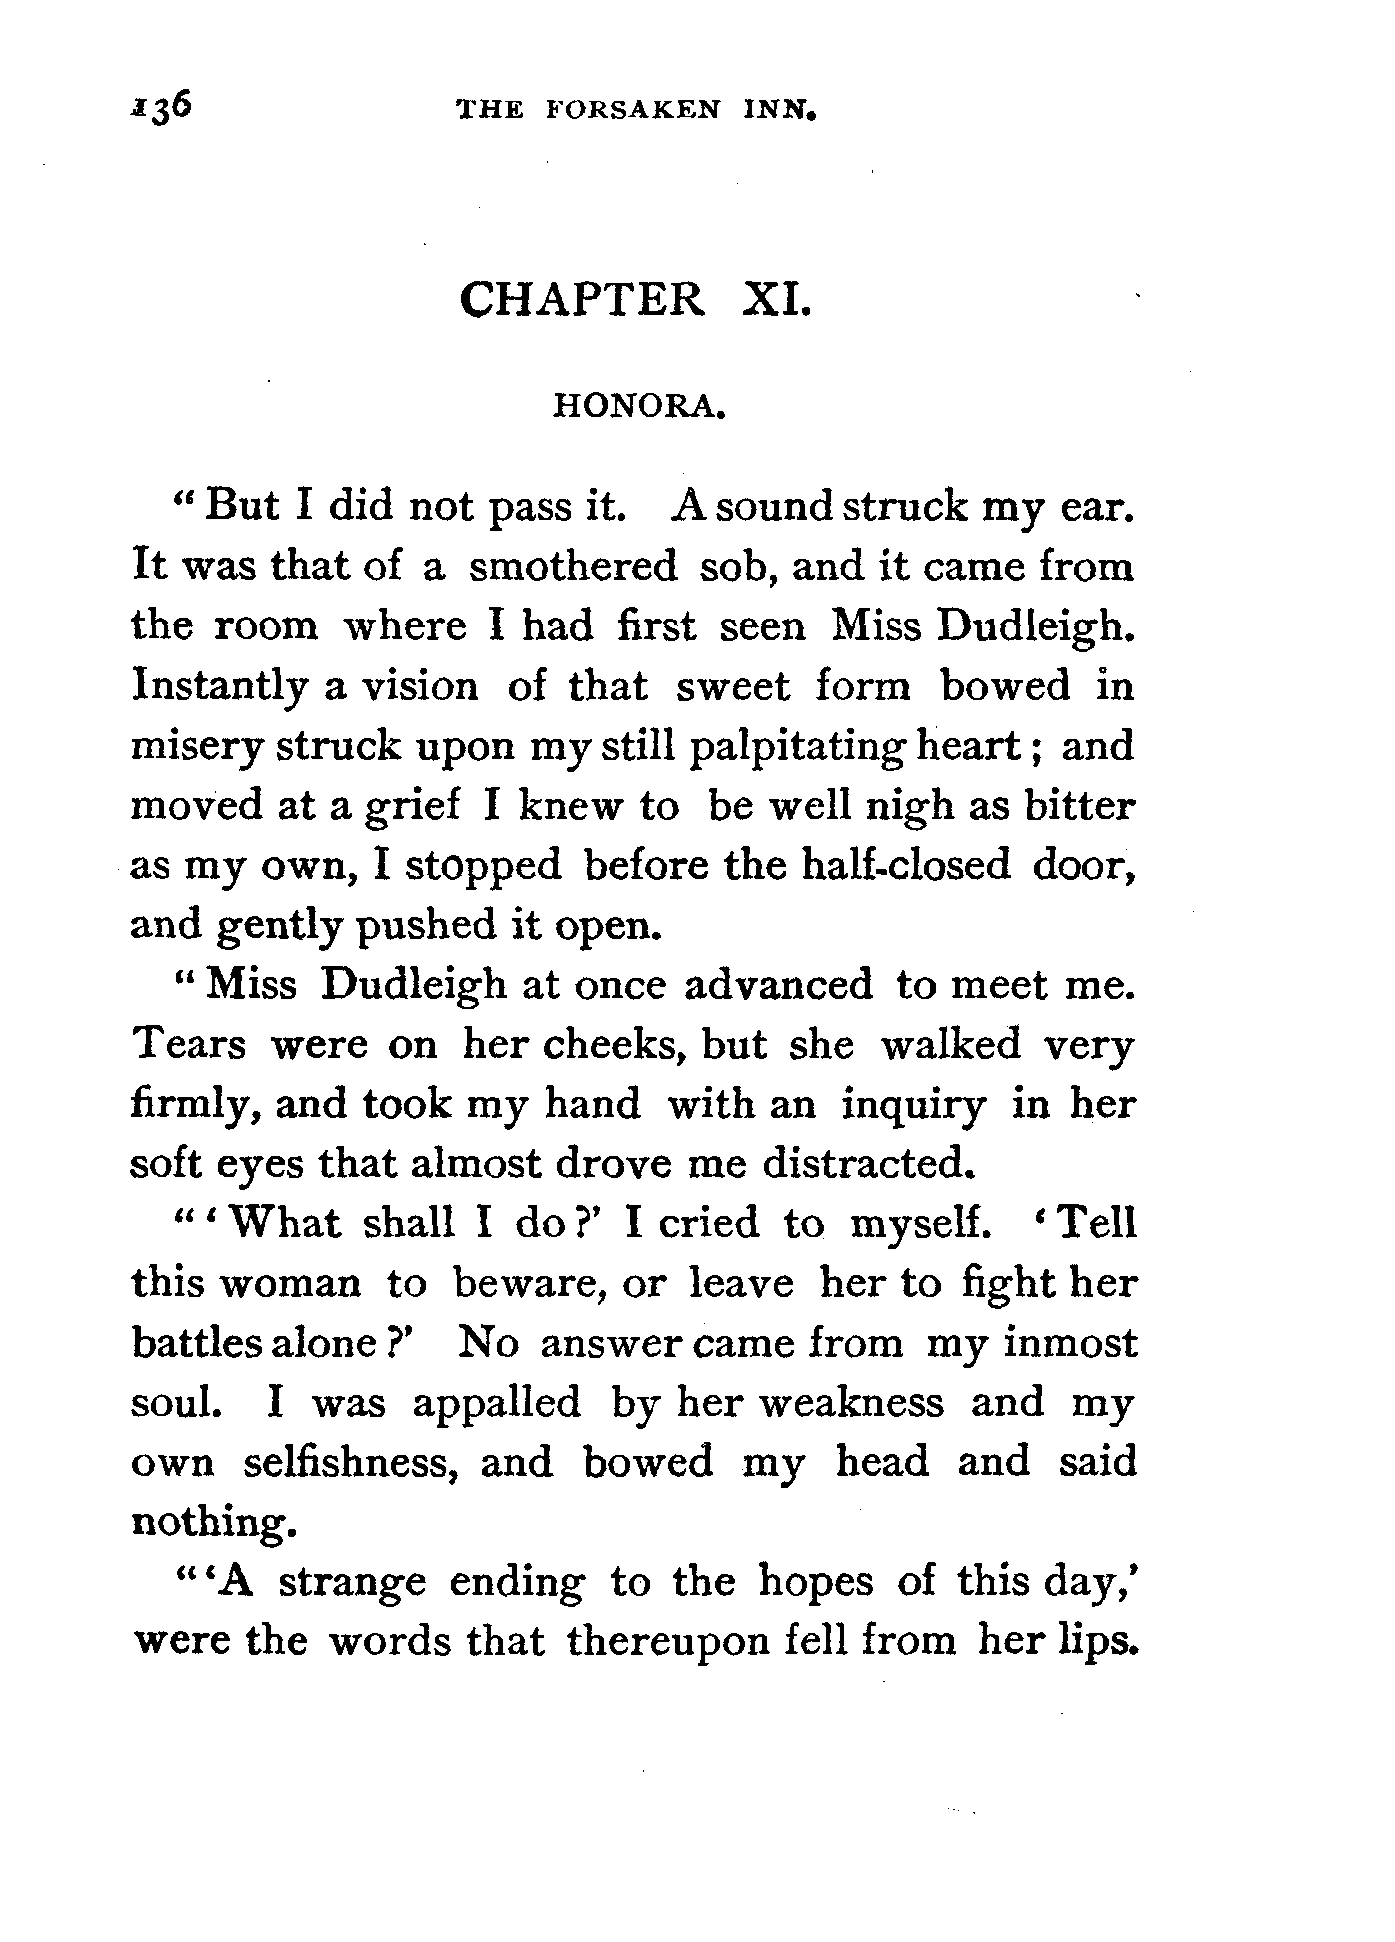 136 THE FORSAKEN INN.
CHAPTER XI.
HONORA.
“But I did not pass it. A sound struck my ear.
It was that of a smothered sob, and it came from
the room where I had first seen Miss Dudleigh.
Instantly a vision of that sweet form bowed in
misery struck upon my still palpitating heart; and
moved at a grief I knew to be well nigh as bitter
as my own, I stopped before the half-closed door,
and gently pushed it open.
“Miss Dudleigh at once advanced to meet me.
Tears were on her cheeks, but she walked very
firmly, and took my hand with an inquiry in her
soft eyes that almost drove me distracted.
“‘What shall I do?’ I cried to myself. ‘Tell
this woman to beware, or leave her to fight her
battles alone?’ No answer came from my inmost
soul. I was appalled by her weakness and my
own selfishness, and bowed my head and said
nothing.
“‘A strange ending to the hopes of this day,’
were the words that thereupon fell from her lips.